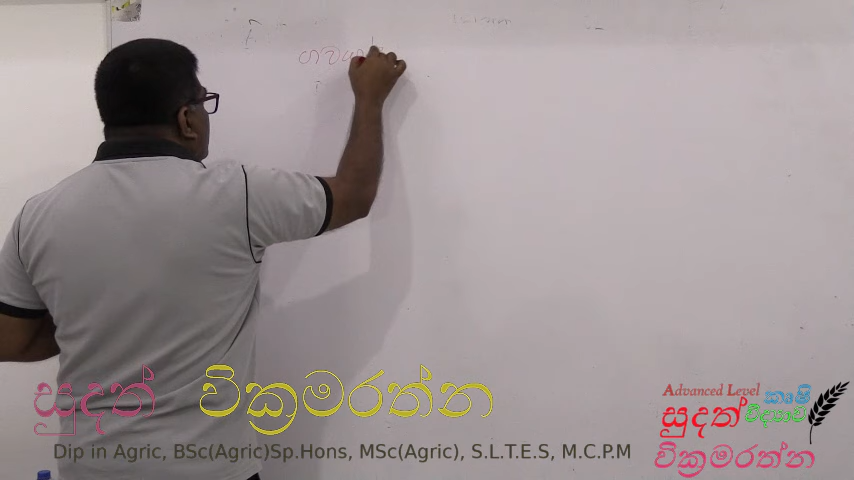 සුදත් වික්‍රමරත්න
Dip in Agric, BSc(Agric)Sp.Hons, MSc(Agric), S.L.T.E.S, M.C.P.M
Advanced Level කෘෂි
සුදත් විද්‍යාව
වික්‍රමරත්න